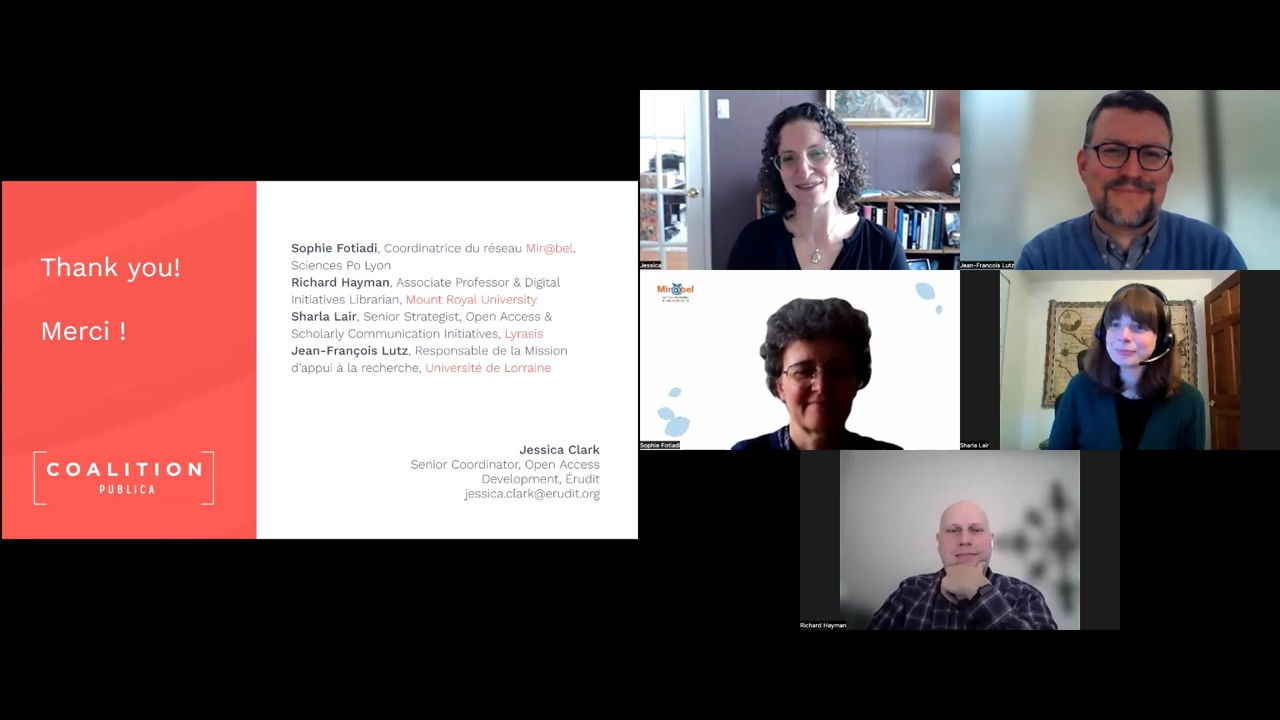 Thank you!
Merci !
COALITION
PUBLICA
Sophie Fotiadi, Coordinatrice du réseau Mir@bel,
Sciences Po Lyon
Richard Hayman, Associate Professor & Digital
Initiatives Librarian, Mount Royal University
Sharla Lair, Senior Strategist, Open Access &
Scholarly Communication Initiatives, Lyrasis
Jean-François Lutz, Responsable de la Mission
d'appui à la recherche, Université de Lorraine
Jessica Clark
Senior Coordinator, Open Access
Development, Érudit
jessica.clark@erudit.org
Jessica
Jean-Francois Lutz
Mir@bel
Sophie Fotiadi
Sharla Lair
Richard Hayman